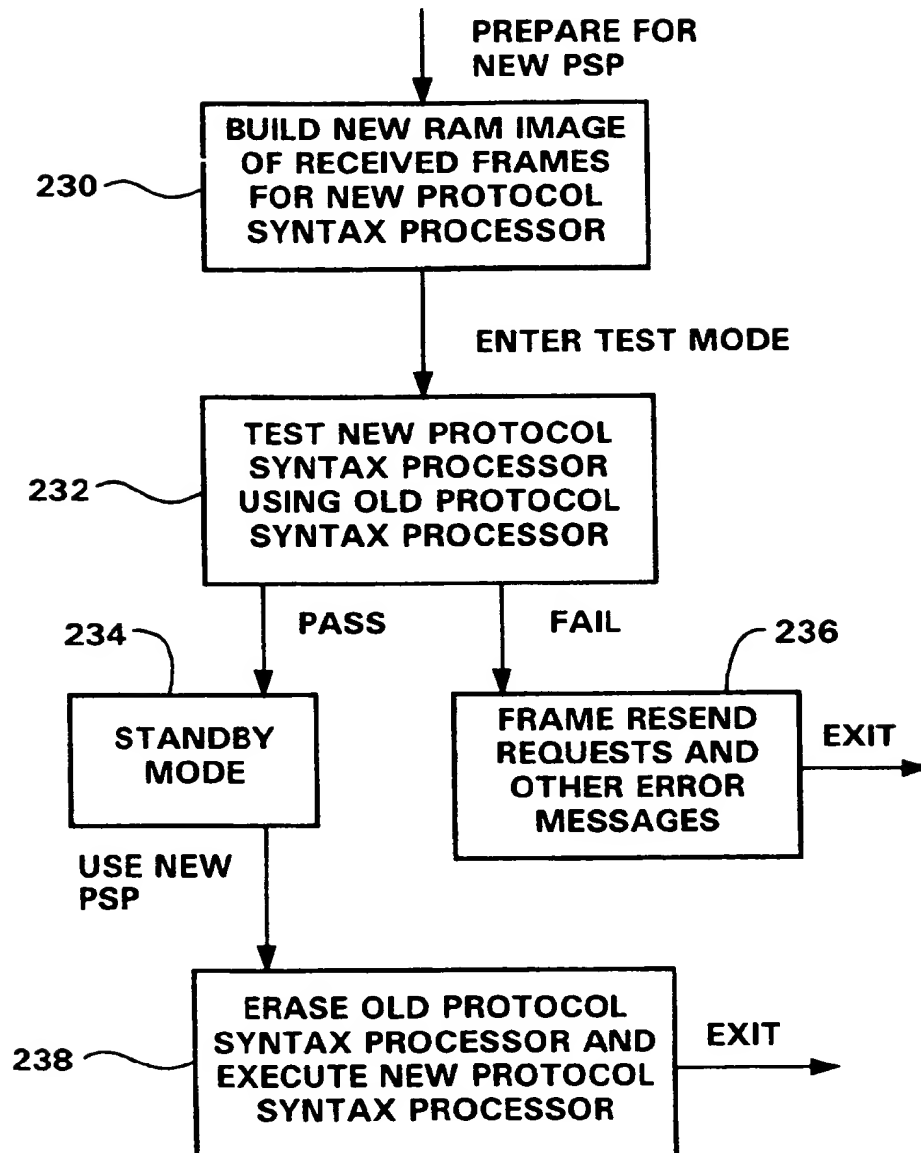 PREPARE FOR
NEW PSP
BUILD NEW RAM IMAGE
OF RECEIVED FRAMES
FOR NEW PROTOCOL
SYNTAX PROCESSOR
230
ENTER TEST MODE
TEST NEW PROTOCOL
SYNTAX PROCESSOR
USING OLD PROTOCOL
SYNTAX PROCESSOR
232
PASS
FAIL
234
236
STANDBY
MODE
FRAME RESEND
REQUESTS AND
OTHER ERROR
MESSAGES
EXIT
USE NEW
PSP
ERASE OLD PROTOCOL
SYNTAX PROCESSOR AND
EXECUTE NEW PROTOCOL
SYNTAX PROCESSOR
238
EXIT